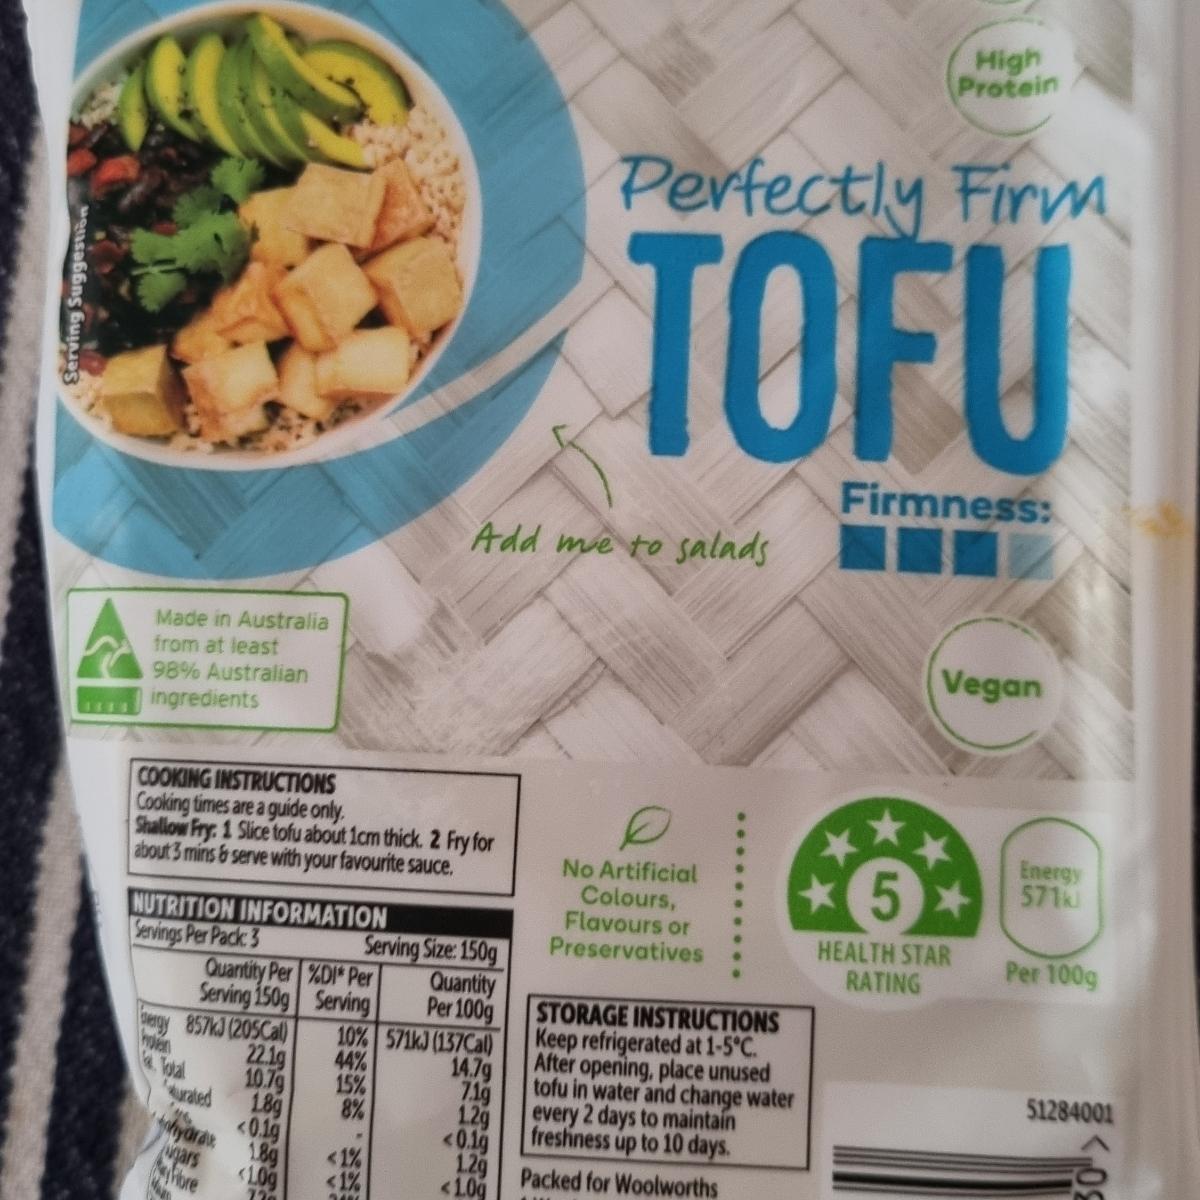 High
Protein
Perfectly Firm
TOFU
Serving Suggestion
Firmness:
Add me to salads
Made in Australia
from at least
98% Australian
ingredients
Vegan
COOKING INSTRUCTIONS
Cooking times are a guide only.
Shallow Fry: 1 Slice tofu about 1cm thick. 2 Fry for
about 3 mins & serve with your favourite sauce.
No Artificial
Colours,
Flavours or
Preservatives
5
HEALTH STAR
RATING
Energy
571kJ
Per 100g
NUTRITION INFORMATION
Servings Per Pack: 3 Serving Size: 150g
Quantity Per %DI* Per Quantity
Serving 150g Serving Per 100g
857kJ (205Cal) 10% 571kJ (137Cal)
22.1g 44% 14.7g
Total 10.7g 15% 7.1g
1.8g 8% 1.2g
<0.1g - <0.1g
1.8g <1% 1.2g
<1.0g <1% <1.0g
STORAGE INSTRUCTIONS
Keep refrigerated at 1-5°C.
After opening, place unused
tofu in water and change water
every 2 days to maintain
freshness up to 10 days.
Packed for Woolworths
51284001